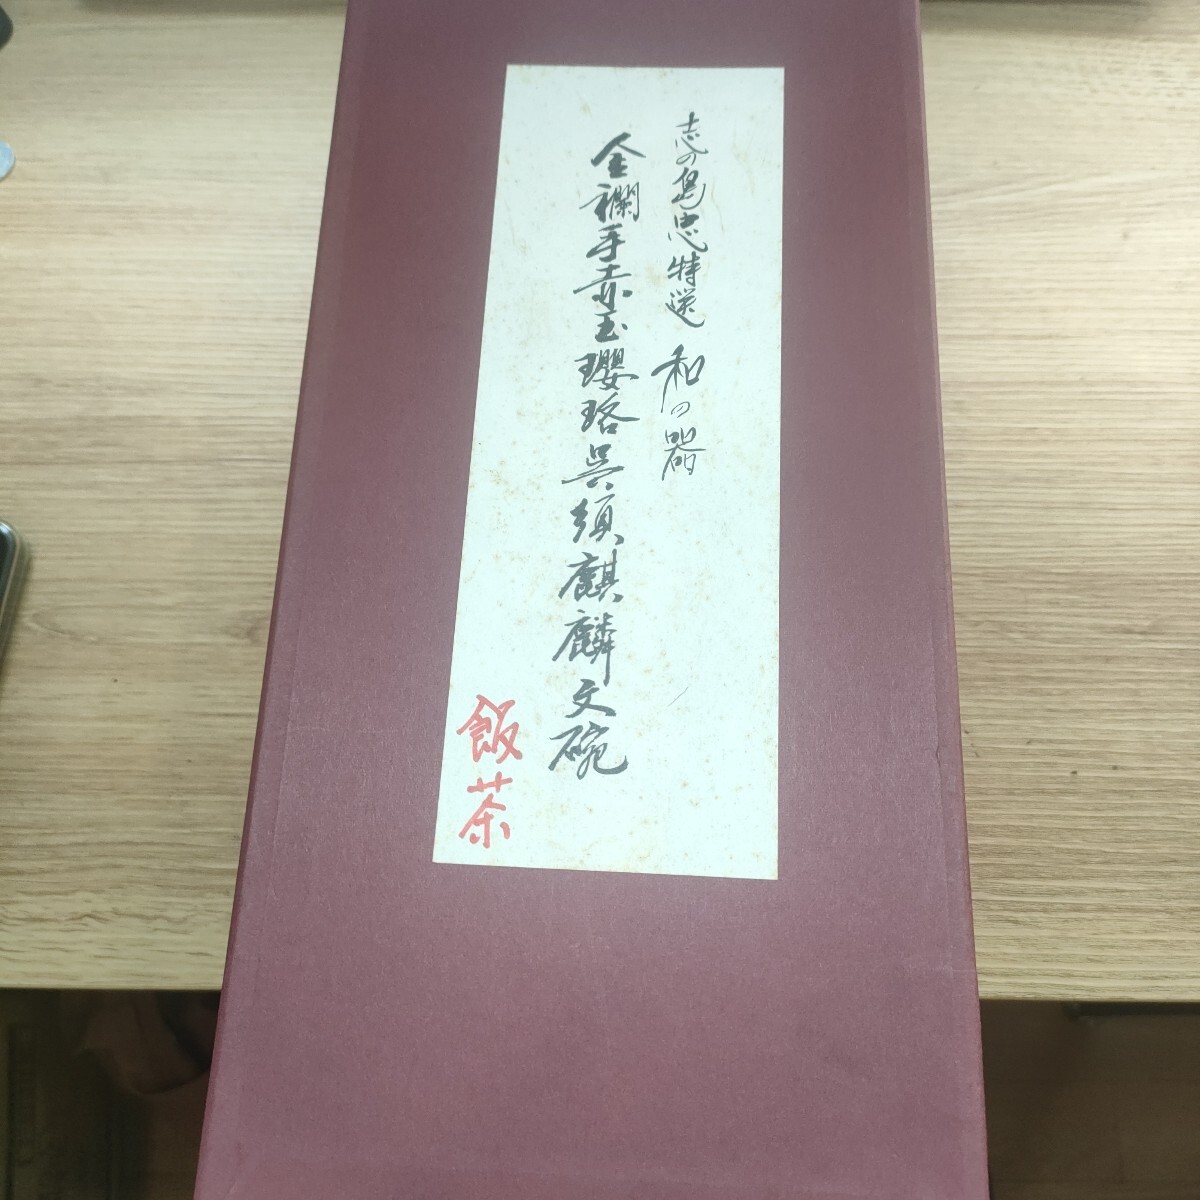 志の島忠特選 和の器
金襴手赤玉瓔珞呉須麒麟文碗
飯茶